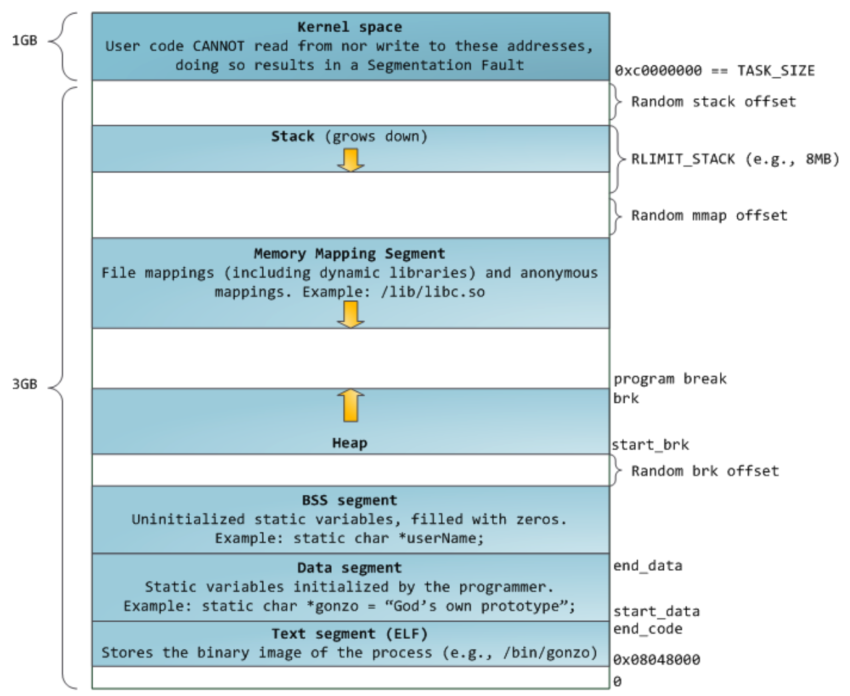 1GB
Kernel space
User code CANNOT read from nor write to these addresses,
doing so results in a Segmentation Fault
0xc0000000 == TASK_SIZE
Random stack offset
Stack (grows down)
RLIMIT_STACK (e.g., 8MB)
Random mmap offset
Memory Mapping Segment
File mappings (including dynamic libraries) and anonymous
mappings. Example: /lib/libc.so
3GB
program break
brk
Heap
start_brk
Random brk offset
BSS segment
Uninitialized static variables, filled with zeros.
Example: static char *userName;
Data segment
end_data
Static variables initialized by the programmer.
Example: static char *gonzo = “God’s own prototype”;
start_data
end_code
Text segment (ELF)
Stores the binary image of the process (e.g., /bin/gonzo)
0x08048000
0